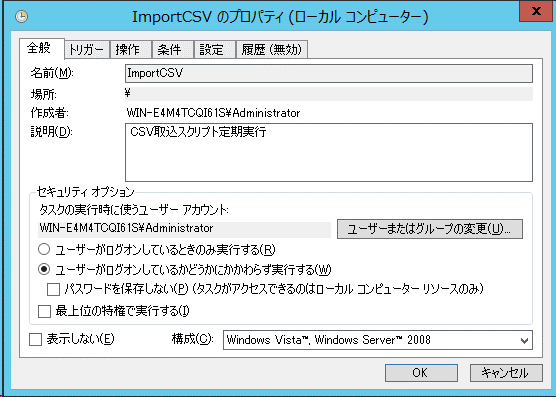 ImportCSV のプロパティ (ローカル コンピューター)
x
全般 トリガー 操作 条件 設定 履歴 (無効)
名前(M): ImportCSV
場所: ¥
作成者: WIN-E4M4TCQI61S¥Administrator
説明(D): CSV取込スクリプト定期実行
セキュリティ オプション
タスクの実行時に使うユーザー アカウント:
WIN-E4M4TCQI61S¥Administrator ユーザーまたはグループの変更(U)...
ユーザーがログオンしているときのみ実行する(R)
ユーザーがログオンしているかどうかにかかわらず実行する(W)
パスワードを保存しない(P) (タスクがアクセスできるのはローカル コンピューター リソースのみ)
最上位の特権で実行する(I)
表示しない(E) 構成(C): Windows Vista™, Windows Server™ 2008
OK キャンセル